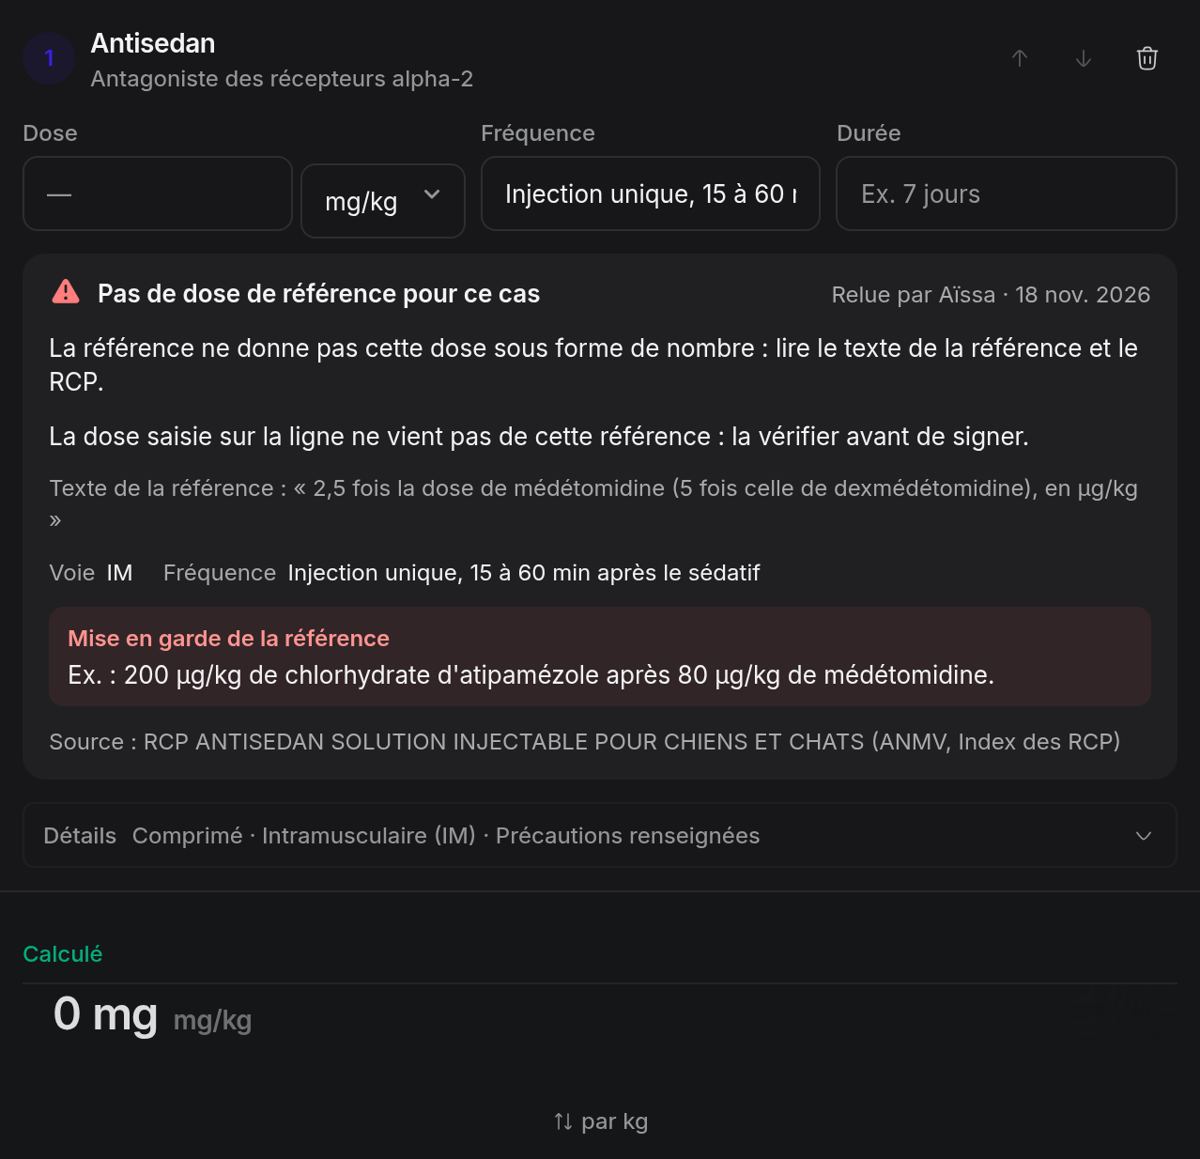 1
Antisedan
Antagoniste des récepteurs alpha-2
Dose
Fréquence
Durée
—
mg/kg
Injection unique, 15 à 60
Ex. 7 jours
Pas de dose de référence pour ce cas
Relue par Aïssa · 18 nov. 2026
La référence ne donne pas cette dose sous forme de nombre : lire le texte de la référence et le
RCP.
La dose saisie sur la ligne ne vient pas de cette référence : la vérifier avant de signer.
Texte de la référence : « 2,5 fois la dose de médétomidine (5 fois celle de dexmédétomidine), en µg/kg
»
Voie IM Fréquence Injection unique, 15 à 60 min après le sédatif
Mise en garde de la référence
Ex. : 200 µg/kg de chlorhydrate d'atipamézole après 80 µg/kg de médétomidine.
Source : RCP ANTISEDAN SOLUTION INJECTABLE POUR CHIENS ET CHATS (ANMV, Index des RCP)
Détails Comprimé · Intramusculaire (IM) · Précautions renseignées
Calculé
0 mg mg/kg
par kg